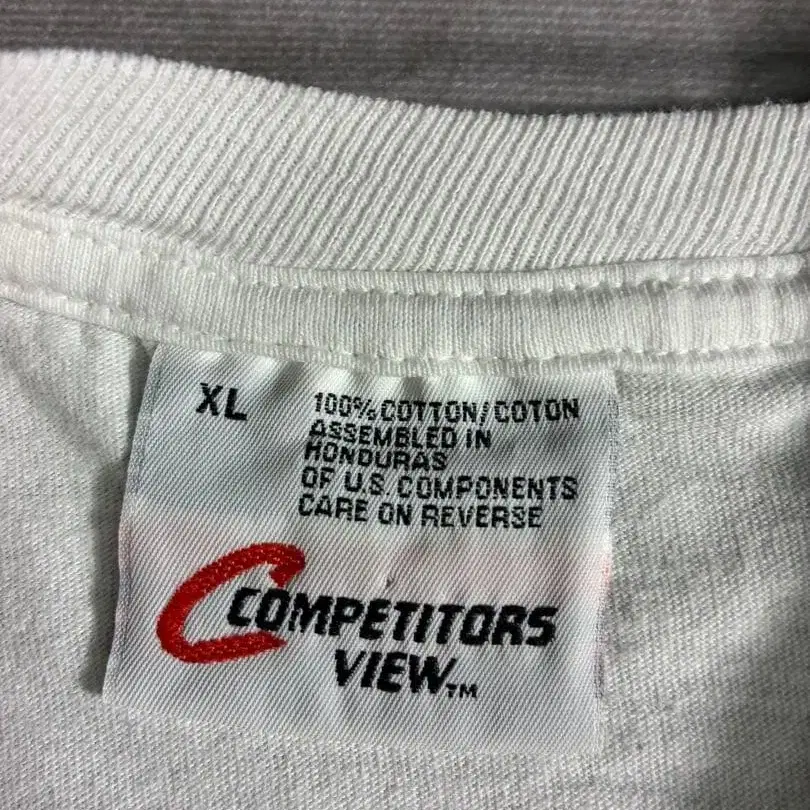 XL
100% COTTON/COTON
ASSEMBLED IN
HONDURAS
OF U.S. COMPONENTS
CARE ON REVERSE
C COMPETITORS
VIEW™